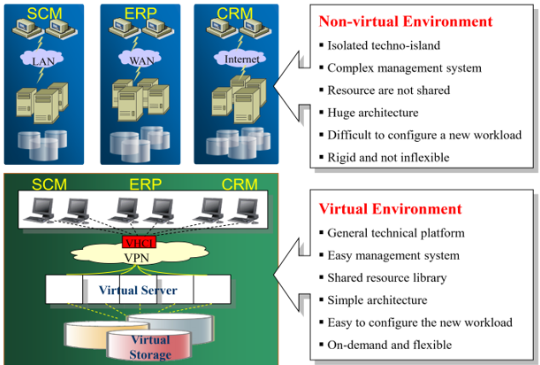 SCM
ERP
CRM
LAN
WAN
Internet
Non-virtual Environment
▪ Isolated techno-island
▪ Complex management system
▪ Resource are not shared
▪ Huge architecture
▪ Difficult to configure a new workload
▪ Rigid and not inflexible
SCM
ERP
CRM
VHCI
VPN
Virtual Server
Virtual
Storage
Virtual Environment
▪ General technical platform
▪ Easy management system
▪ Shared resource library
▪ Simple architecture
▪ Easy to configure the new workload
▪ On-demand and flexible